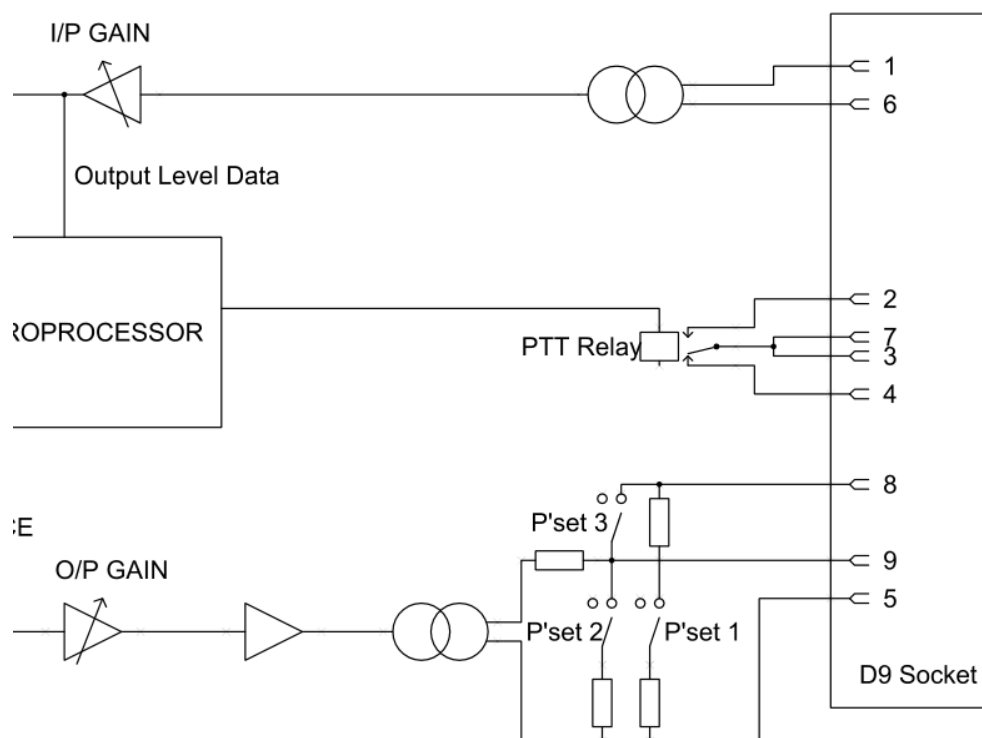 I/P GAIN
1
6
Output Level Data
2
ROPROCESSOR
PTT Relay
7
3
4
8
P'set 3
CE
9
O/P GAIN
5
P'set 2
P'set 1
D9 Socket